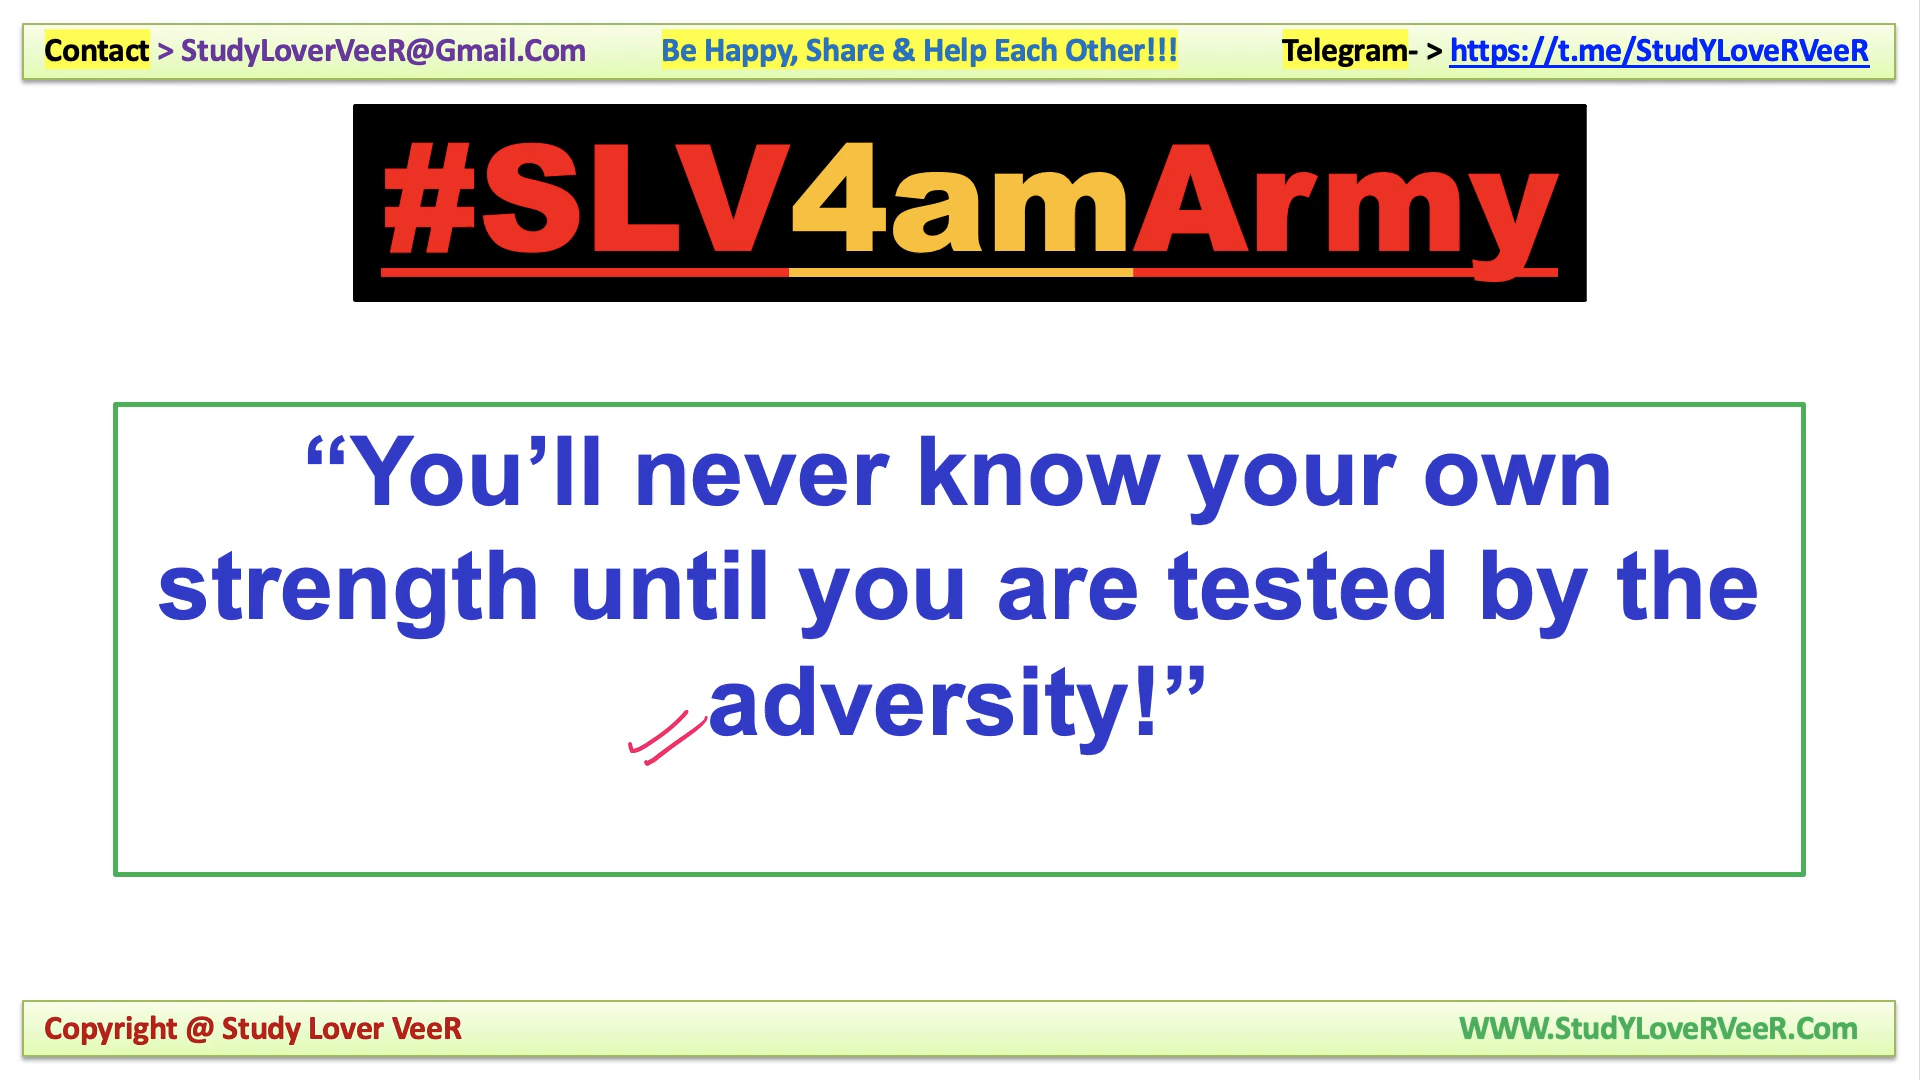 Contact > StudyLoverVeeR@Gmail.Com Be Happy, Share & Help Each Other!!! Telegram- > https://t.me/StudYLoveRVeeR
#SLV4amArmy
“You’ll never know your own
strength until you are tested by the
adversity!”
Copyright @ Study Lover VeeR WWW.StudYLoveRVeeR.Com